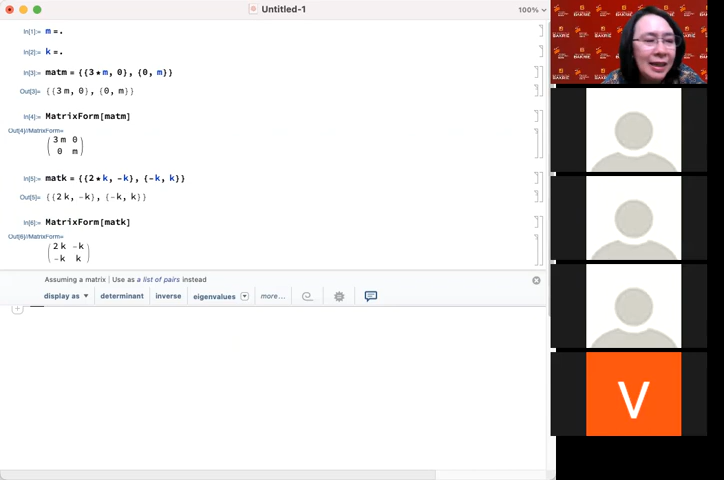 Untitled-1
100%
In[1]:= m =.
In[2]:= k =.
In[3]:= matm = {{3*m, 0}, {0, m}}
Out[3]= {{3 m, 0}, {0, m}}
In[4]:= MatrixForm[matm]
Out[4]//MatrixForm=
3 m 0
0 m
In[5]:= matk = {{2*k, -k}, {-k, k}}
Out[5]= {{2 k, -k}, {-k, k}}
In[6]:= MatrixForm[matk]
Out[6]//MatrixForm=
2 k -k
-k k
Assuming a matrix | Use as a list of pairs instead
display as determinant inverse eigenvalues more...
V